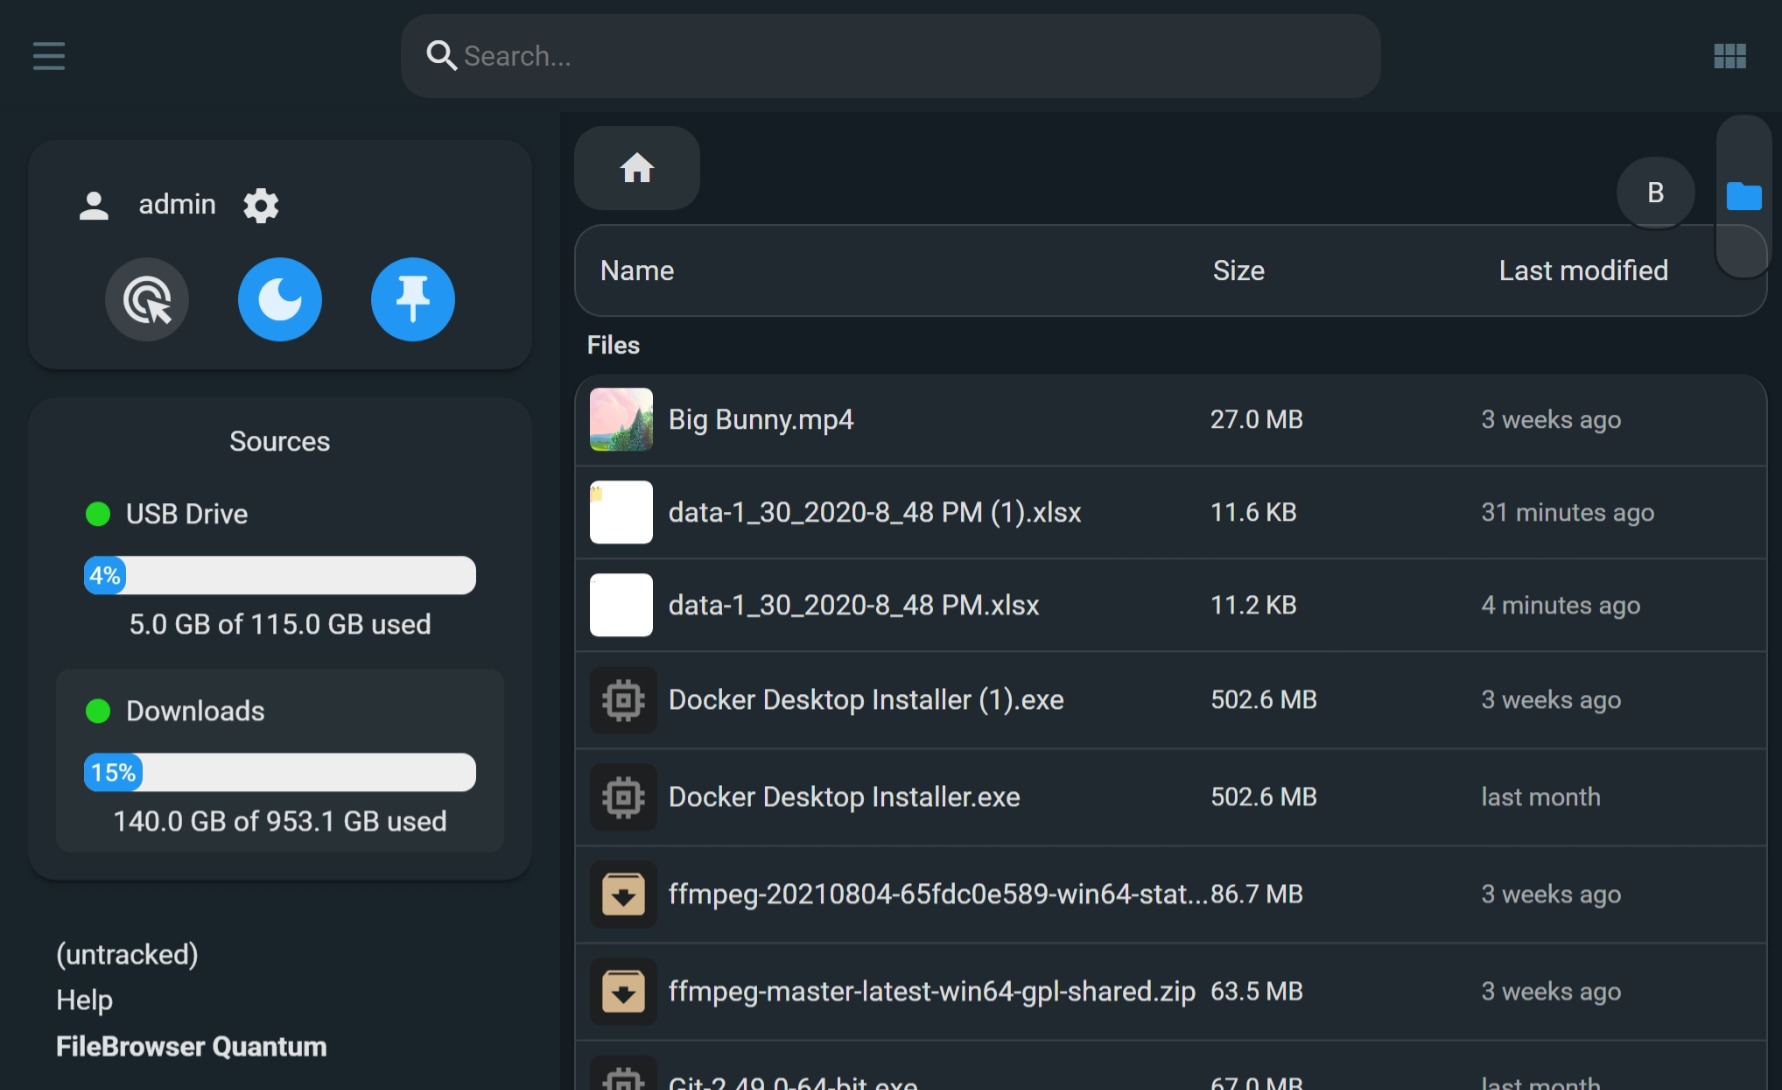 Search...
admin
Sources
USB Drive
4%
5.0 GB of 115.0 GB used
Downloads
15%
140.0 GB of 953.1 GB used
(untracked)
Help
FileBrowser Quantum
B
Name Size Last modified
Files
Big Bunny.mp4 27.0 MB 3 weeks ago
data-1_30_2020-8_48 PM (1).xlsx 11.6 KB 31 minutes ago
data-1_30_2020-8_48 PM.xlsx 11.2 KB 4 minutes ago
Docker Desktop Installer (1).exe 502.6 MB 3 weeks ago
Docker Desktop Installer.exe 502.6 MB last month
ffmpeg-20210804-65fdc0e589-win64-stat... 86.7 MB 3 weeks ago
ffmpeg-master-latest-win64-gpl-shared.zip 63.5 MB 3 weeks ago
Git-2.49.0-64-bit.exe 67.0 MB last month